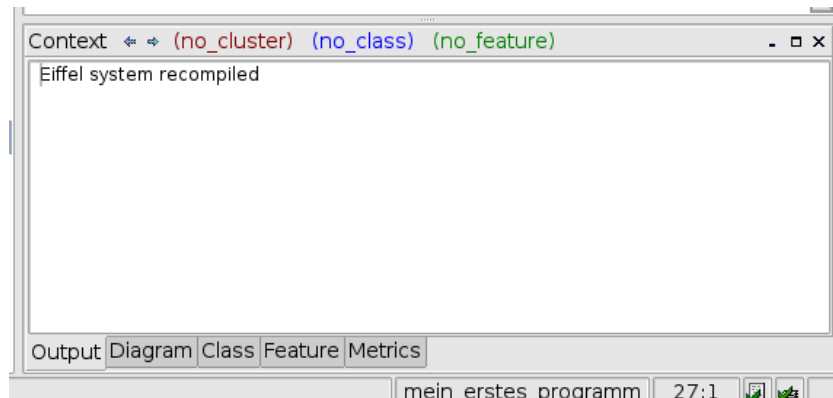 Context (no_cluster) (no_class) (no_feature)
Eiffel system recompiled
Output Diagram Class Feature Metrics
mein_erstes_programm 27:1